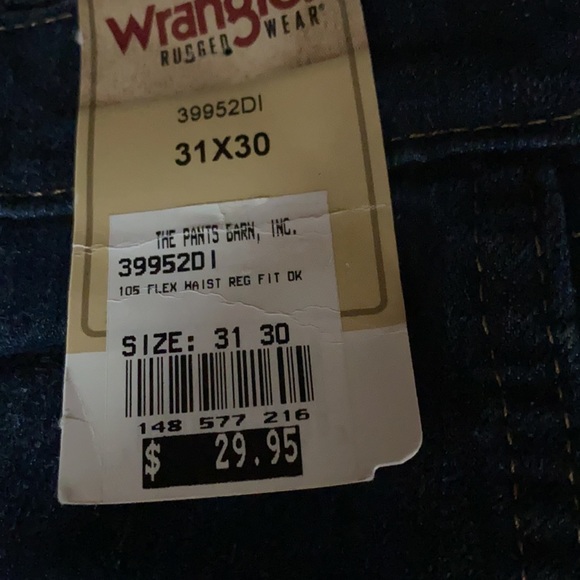 Wrangler
RUGGED WEAR®
39952DI
31X30
THE PANTS BARN, INC.
39952DI
105 FLEX WAIST REG FIT DK
SIZE: 31 30
148 577 216
$ 29.95